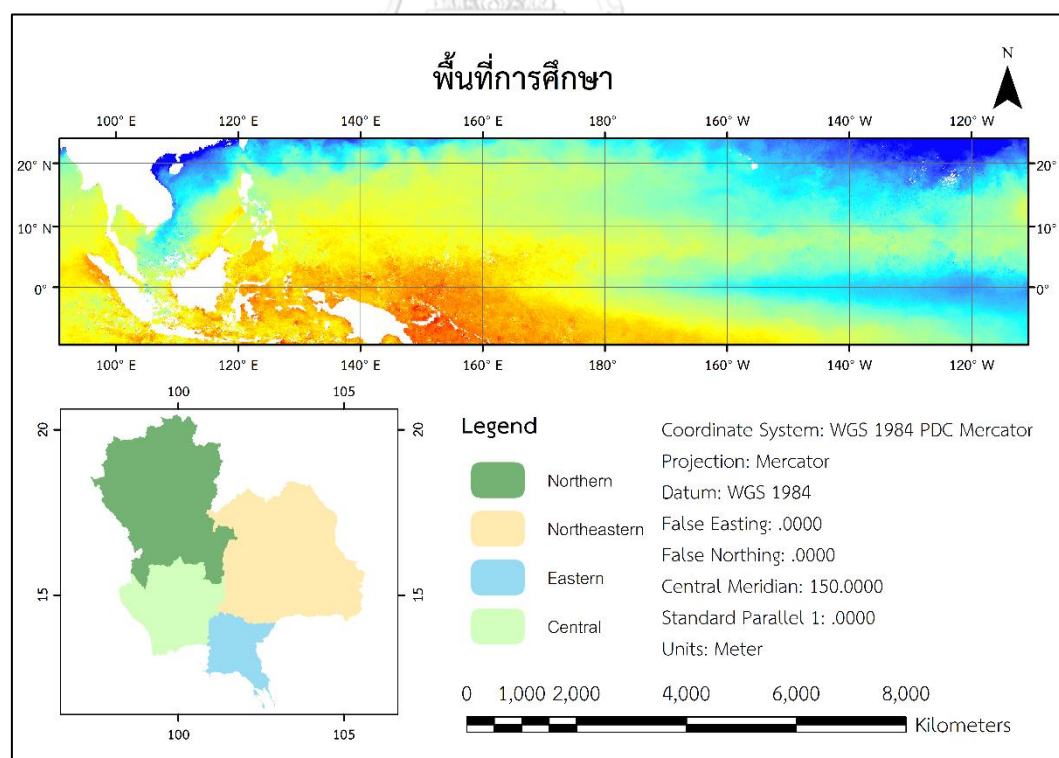 พื้นที่การศึกษา
N
100° E 120° E 140° E 160° E 180° 160° W 140° W 120° W
20° N 20° N
10° N 10° N
0° 0°
100° E 120° E 140° E 160° E 180° 160° W 140° W 120° W
100 105
20 20
15 15
100 105
Legend
Northern
Northeastern
Eastern
Central
Coordinate System: WGS 1984 PDC Mercator
Projection: Mercator
Datum: WGS 1984
False Easting: .0000
False Northing: .0000
Central Meridian: 150.0000
Standard Parallel 1: .0000
Units: Meter
0 1,000 2,000 4,000 6,000 8,000
Kilometers